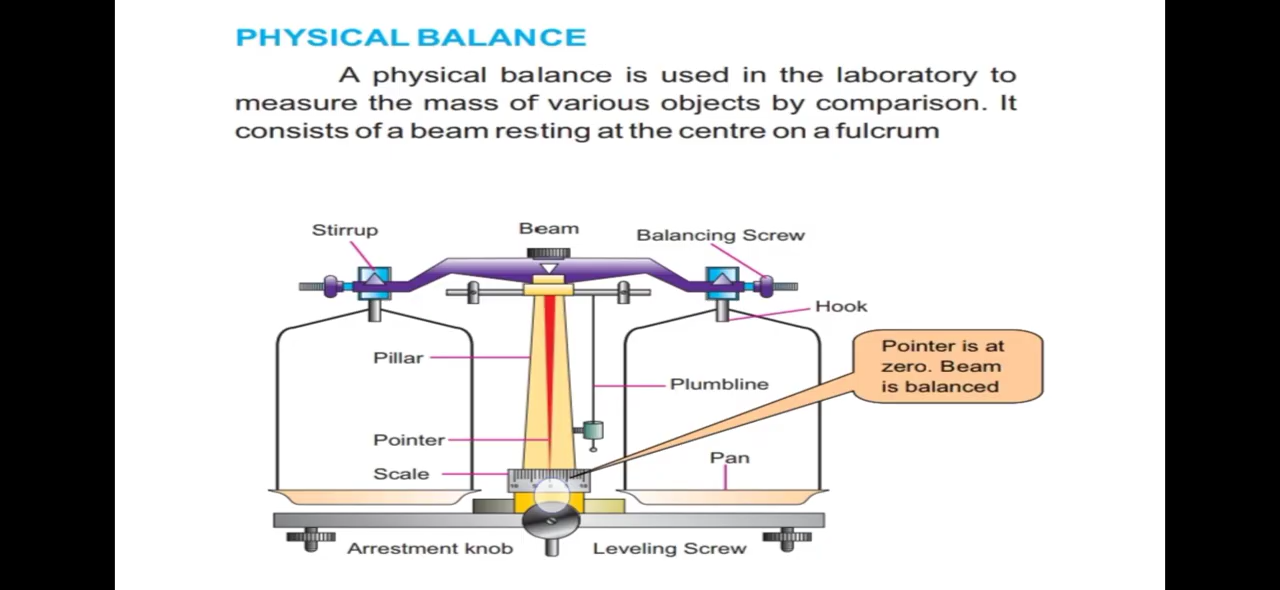 PHYSICAL BALANCE
A physical balance is used in the laboratory to
measure the mass of various objects by comparison. It
consists of a beam resting at the centre on a fulcrum
Stirrup
Beam
Balancing Screw
Hook
Pillar
Pointer is at
zero. Beam
is balanced
Plumbline
Pointer
Pan
Scale
Arrestment knob
Leveling Screw